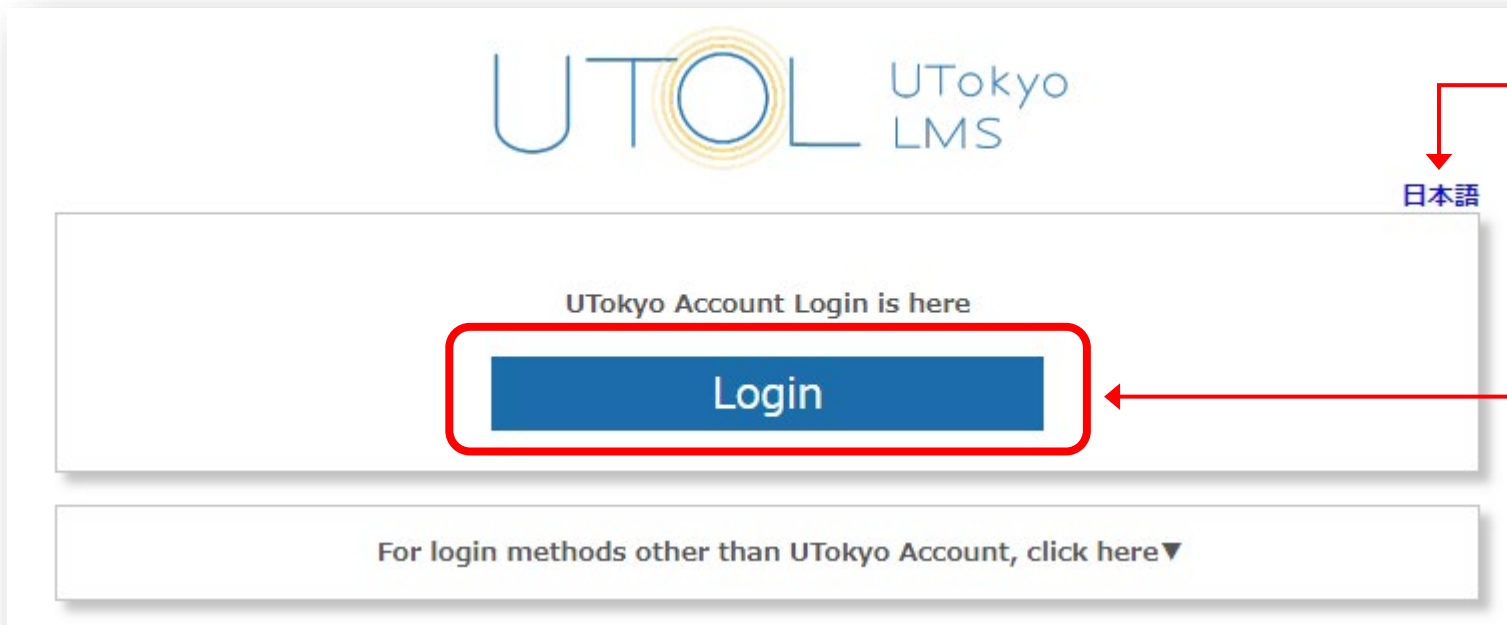 UTOL UTokyo
LMS
日本語
UTokyo Account Login is here
Login
For login methods other than UTokyo Account, click here▼